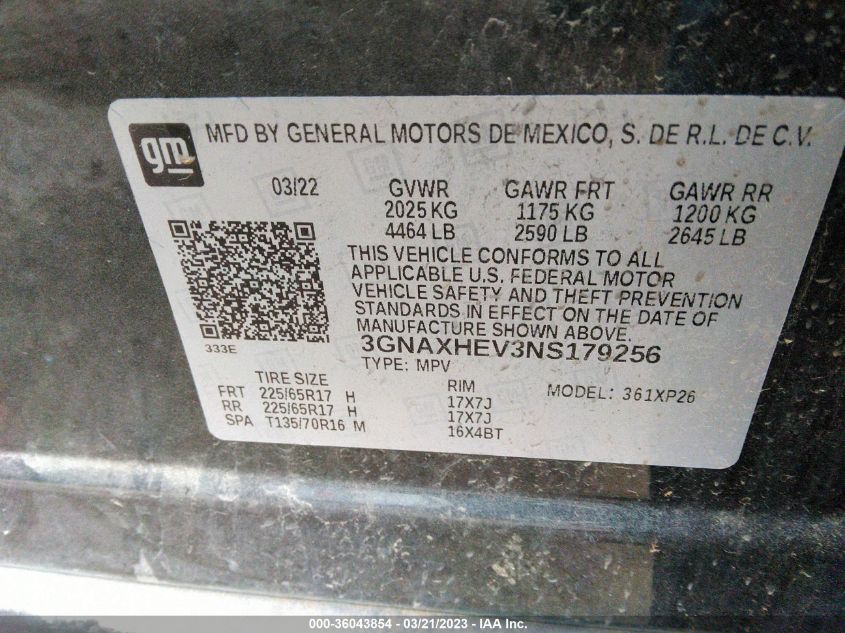 gm MFD BY GENERAL MOTORS DE MEXICO, S. DE R.L. DE C.V.
03/22 GVWR GAWR FRT GAWR RR
2025 KG 1175 KG 1200 KG
4464 LB 2590 LB 2645 LB
THIS VEHICLE CONFORMS TO ALL
APPLICABLE U.S. FEDERAL MOTOR
VEHICLE SAFETY AND THEFT PREVENTION
STANDARDS IN EFFECT ON THE DATE OF
MANUFACTURE SHOWN ABOVE.
333E 3GNAXHEV3NS179256
TYPE: MPV
TIRE SIZE RIM MODEL: 361XP26
FRT 225/65R17 H 17X7J
RR 225/65R17 H 17X7J
SPA T135/70R16 M 16X4BT
000-36043854 - 03/21/2023 - IAA Inc.